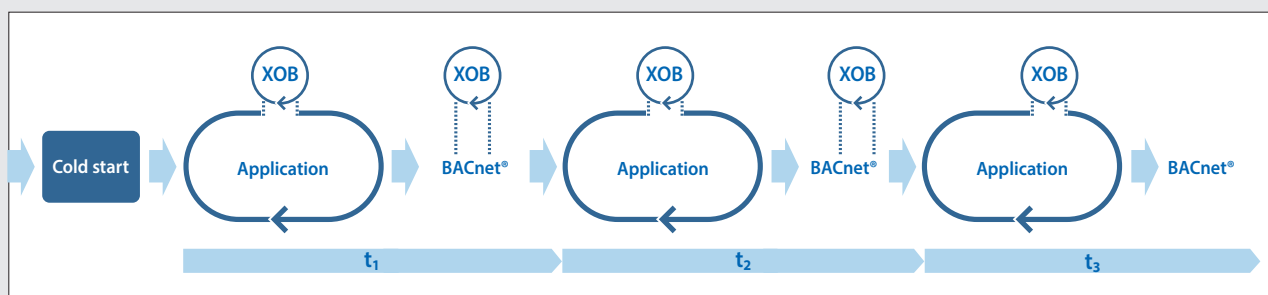 XOB XOB XOB XOB XOB
Cold start Application BACnet® Application BACnet® Application BACnet®
t₁ t₂ t₃